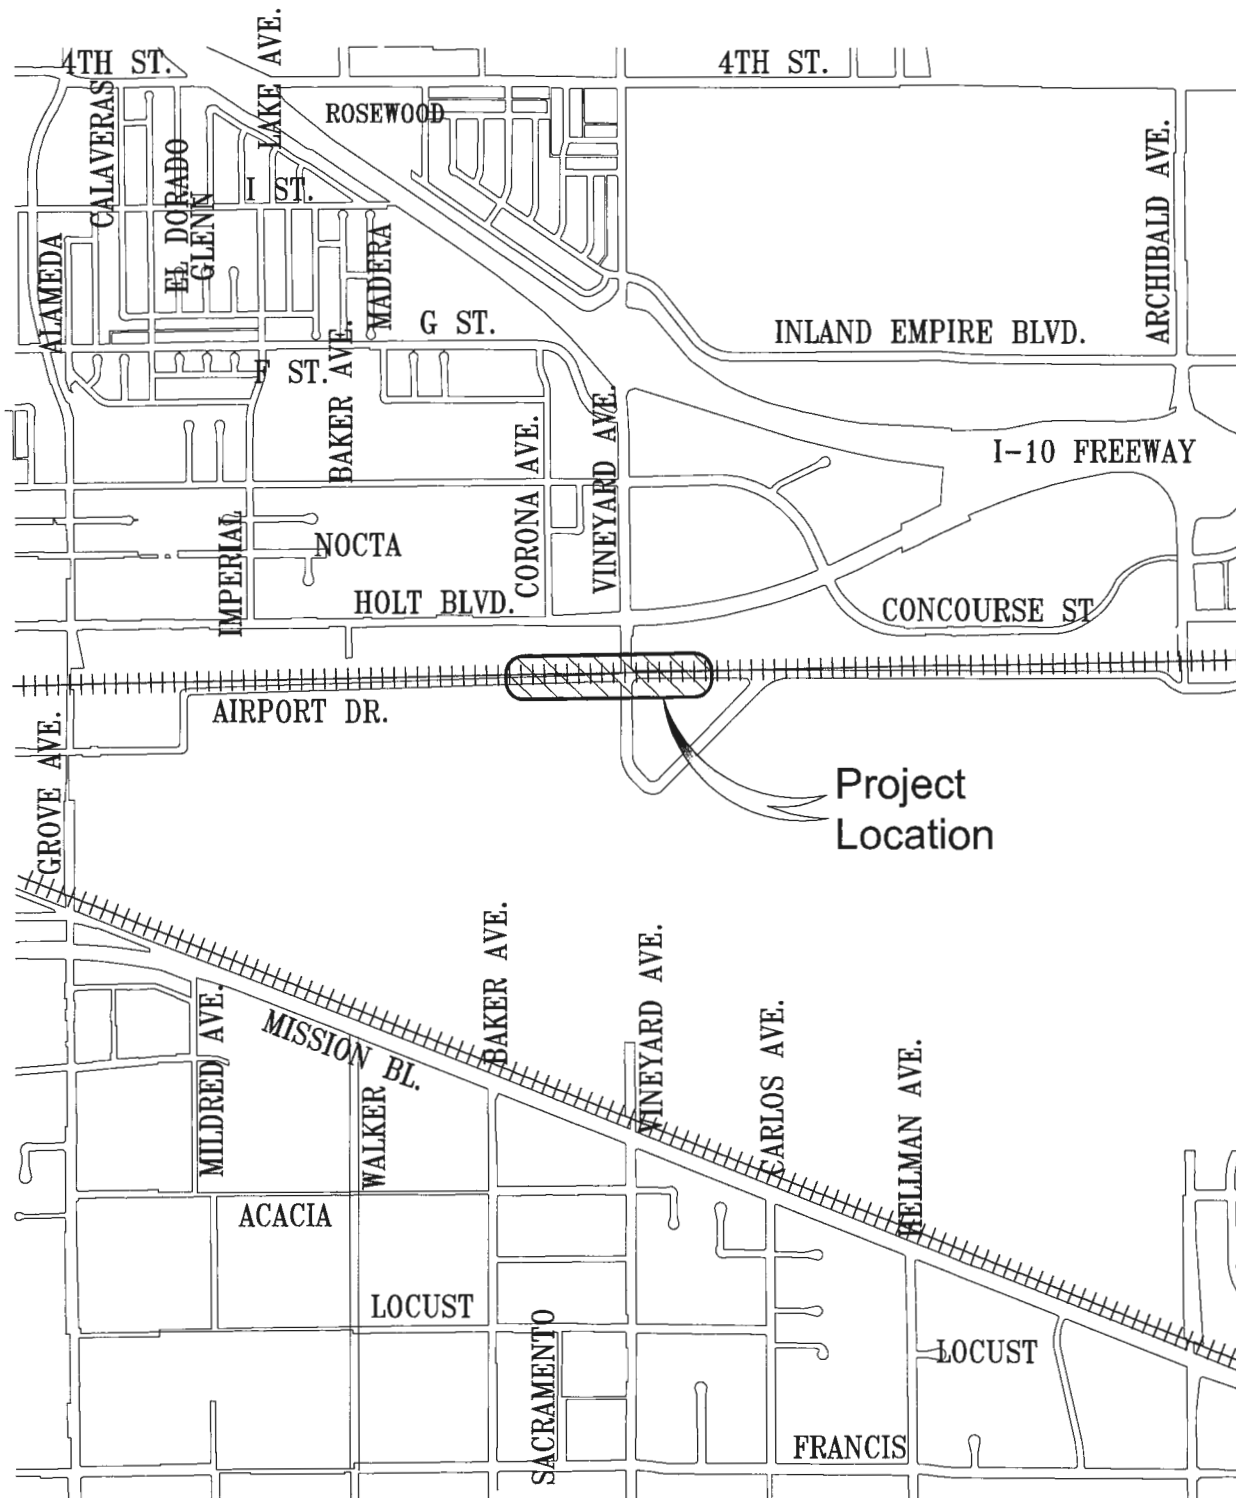 4TH ST.
LAKE AVE.
4TH ST.
CALAVERAS
ROSEWOOD
ARCHIBALD AVE.
EL DORADO
GLENN
I ST.
ALAMEDA
MADERA
G ST.
INLAND EMPIRE BLVD.
F ST.
BAKER AVE.
CORONA AVE.
VINEYARD AVE.
I-10 FREEWAY
IMPERIAL
NOCTA
HOLT BLVD.
CONCOURSE ST
AIRPORT DR.
GROVE AVE.
Project
Location
BAKER AVE.
VINEYARD AVE.
MISSION BL.
MILDRED AVE.
WALKER
CARLOS AVE.
HELLMAN AVE.
ACACIA
LOCUST
SACRAMENTO
LOCUST
FRANCIS